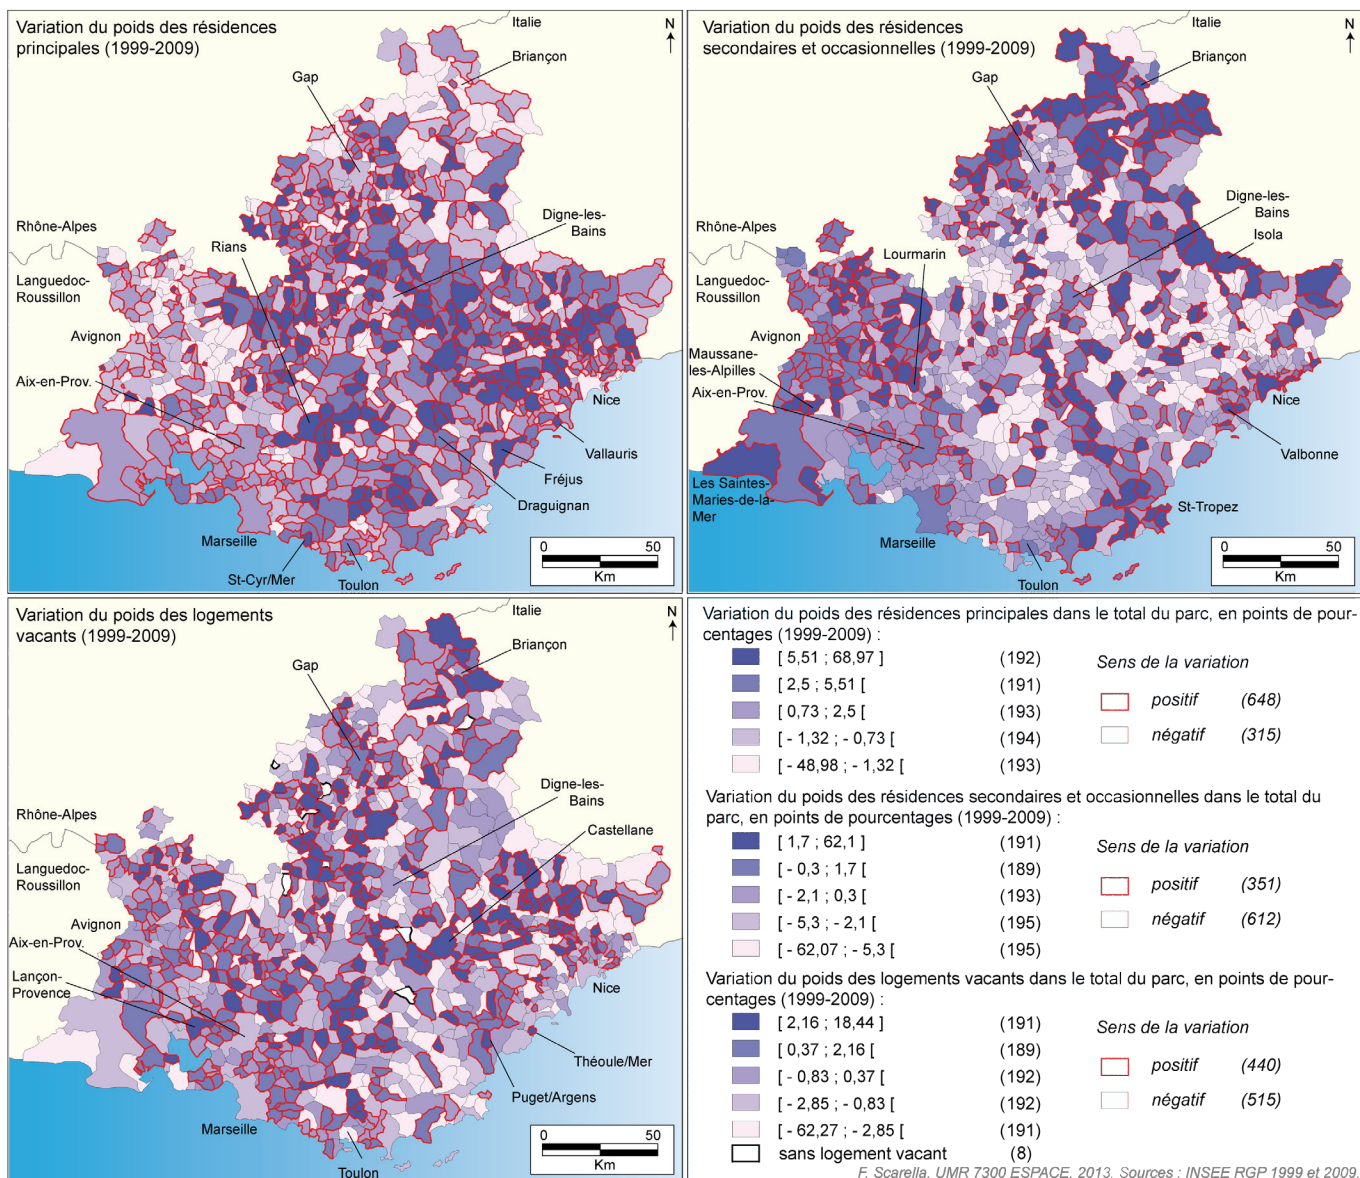 Variation du poids des résidences
principales (1999-2009)
Italie
N
Briançon
Gap
Rhône-Alpes
Languedoc-
Roussillon
Rians
Digne-les-
Bains
Avignon
Aix-en-Prov.
Nice
Vallauris
Fréjus
Draguignan
Marseille
St-Cyr/Mer
Toulon
0 50
Km
Variation du poids des résidences
secondaires et occasionnelles (1999-2009)
Italie
N
Briançon
Gap
Digne-les-
Bains
Isola
Rhône-Alpes
Lourmarin
Languedoc-
Roussillon
Avignon
Maussane-
les-Alpilles
Aix-en-Prov.
Nice
Valbonne
Les Saintes-
Maries-de-la-
Mer
St-Tropez
Marseille
Toulon
0 50
Km
Variation du poids des logements
vacants (1999-2009)
Italie
N
Briançon
Gap
Digne-les-
Bains
Castellane
Rhône-Alpes
Languedoc-
Roussillon
Avignon
Aix-en-Prov.
Lançon-
Provence
Nice
Théoule/Mer
Puget/Argens
Marseille
Toulon
0 50
Km
Variation du poids des résidences principales dans le total du parc, en points de pour-
centages (1999-2009) :
[ 5,51 ; 68,97 ] (192) Sens de la variation
[ 2,5 ; 5,51 [ (191) positif (648)
[ 0,73 ; 2,5 [ (193) négatif (315)
[ - 1,32 ; - 0,73 [ (194)
[ - 48,98 ; - 1,32 [ (193)
Variation du poids des résidences secondaires et occasionnelles dans le total du
parc, en points de pourcentages (1999-2009) :
[ 1,7 ; 62,1 ] (191) Sens de la variation
[ -0,3 ; 1,7 [ (189) positif (351)
[ - 2,1 ; 0,3 [ (193) négatif (612)
[ - 5,3 ; - 2,1 [ (195)
[ - 62,07 ; - 5,3 [ (195)
Variation du poids des logements vacants dans le total du parc, en points de pour-
centages (1999-2009) :
[ 2,16 ; 18,44 ] (191) Sens de la variation
[ 0,37 ; 2,16 [ (189) positif (440)
[ - 0,83 ; 0,37 [ (192) négatif (515)
[ - 2,85 ; - 0,83 [ (192)
[ - 62,27 ; - 2,85 [ (191)
sans logement vacant (8)
F. Scarella, UMR 7300 ESPACE, 2013. Sources : INSEE RGP 1999 et 2009.